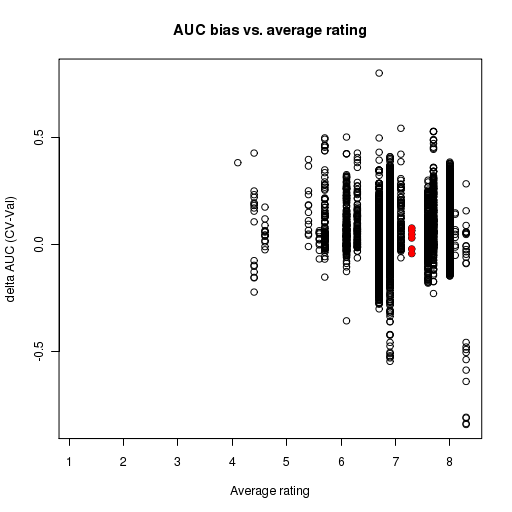 AUC bias vs. average rating
delta AUC (CV-Val)
0.5
0.0
-0.5
1 2 3 4 5 6 7 8
Average rating